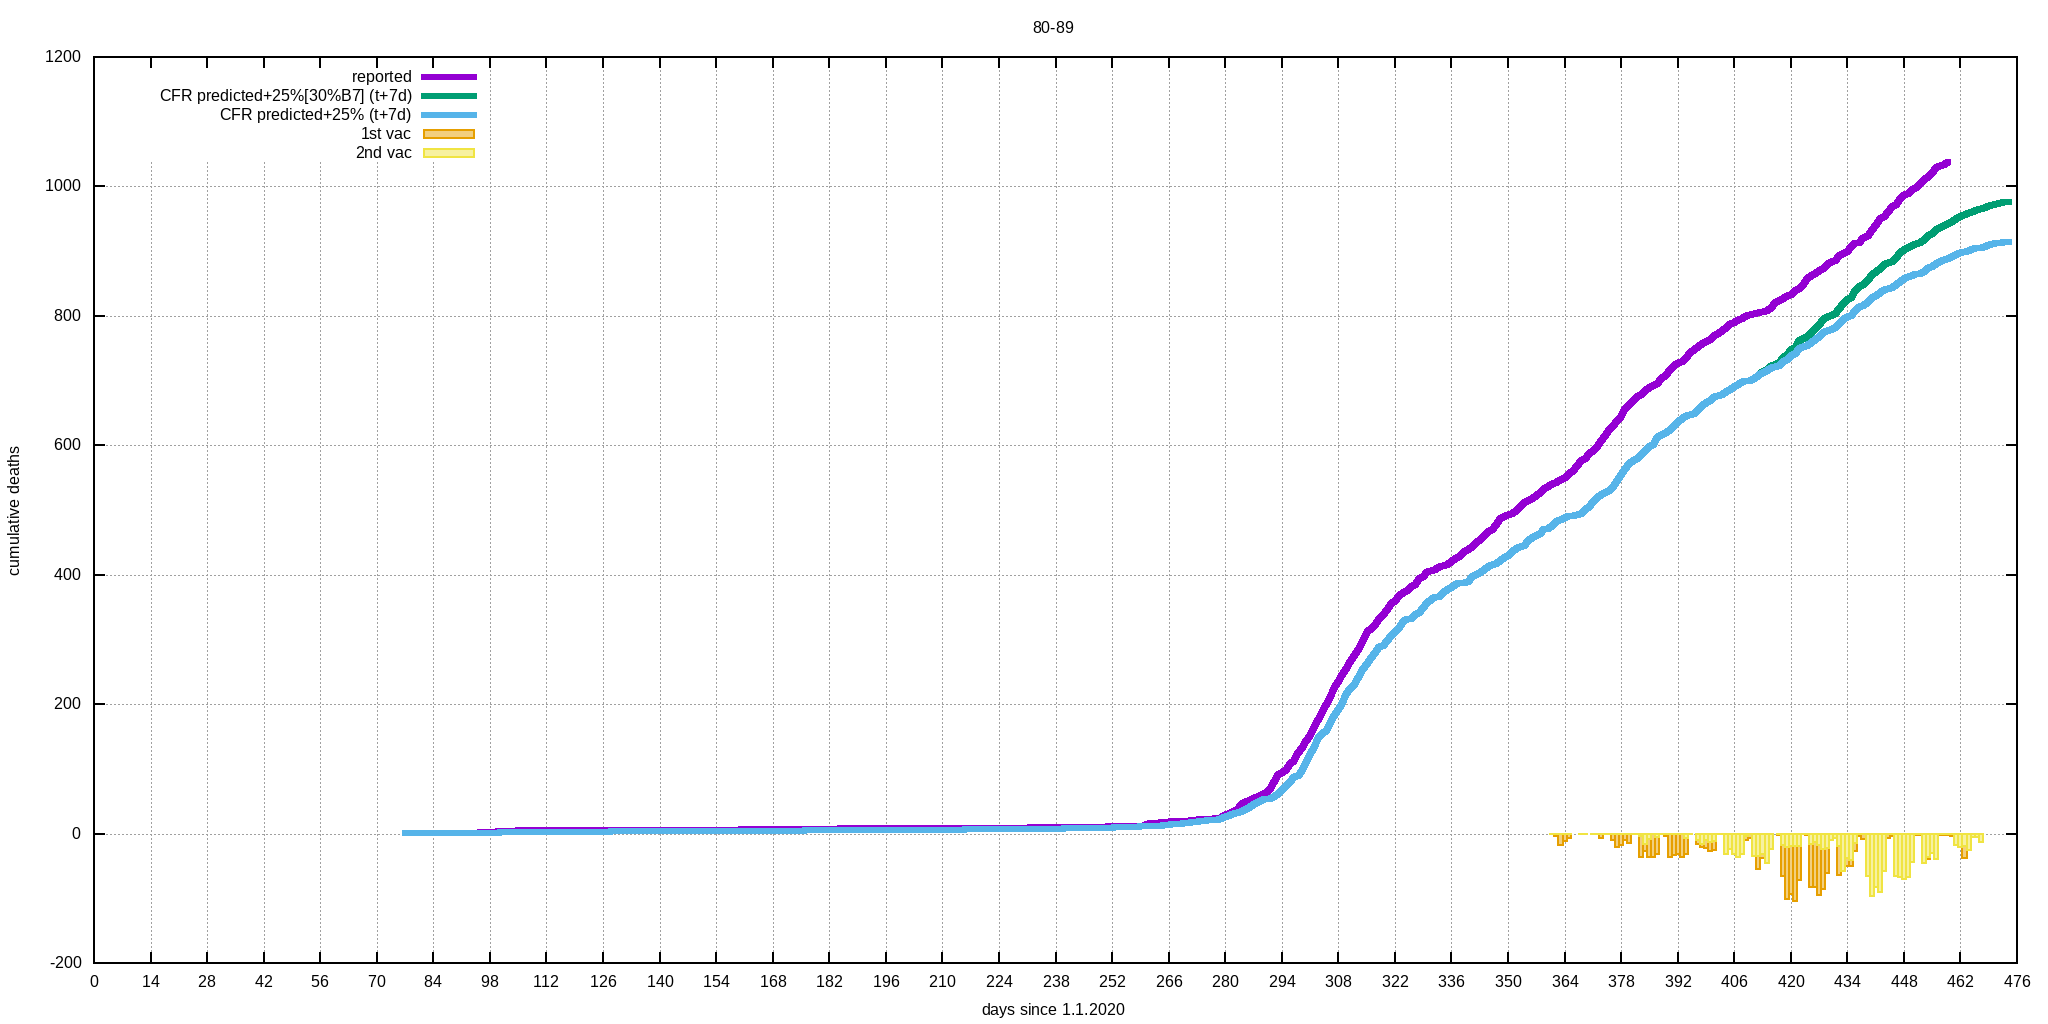 80-89
1200
1000
800
600
400
200
0
-200
cumulative deaths
reported
CFR predicted+25%[30%B7] (t+7d)
CFR predicted+25% (t+7d)
1st vac
2nd vac
0 14 28 42 56 70 84 98 112 126 140 154 168 182 196 210 224 238 252 266 280 294 308 322 336 350 364 378 392 406 420 434 448 462 476
days since 1.1.2020